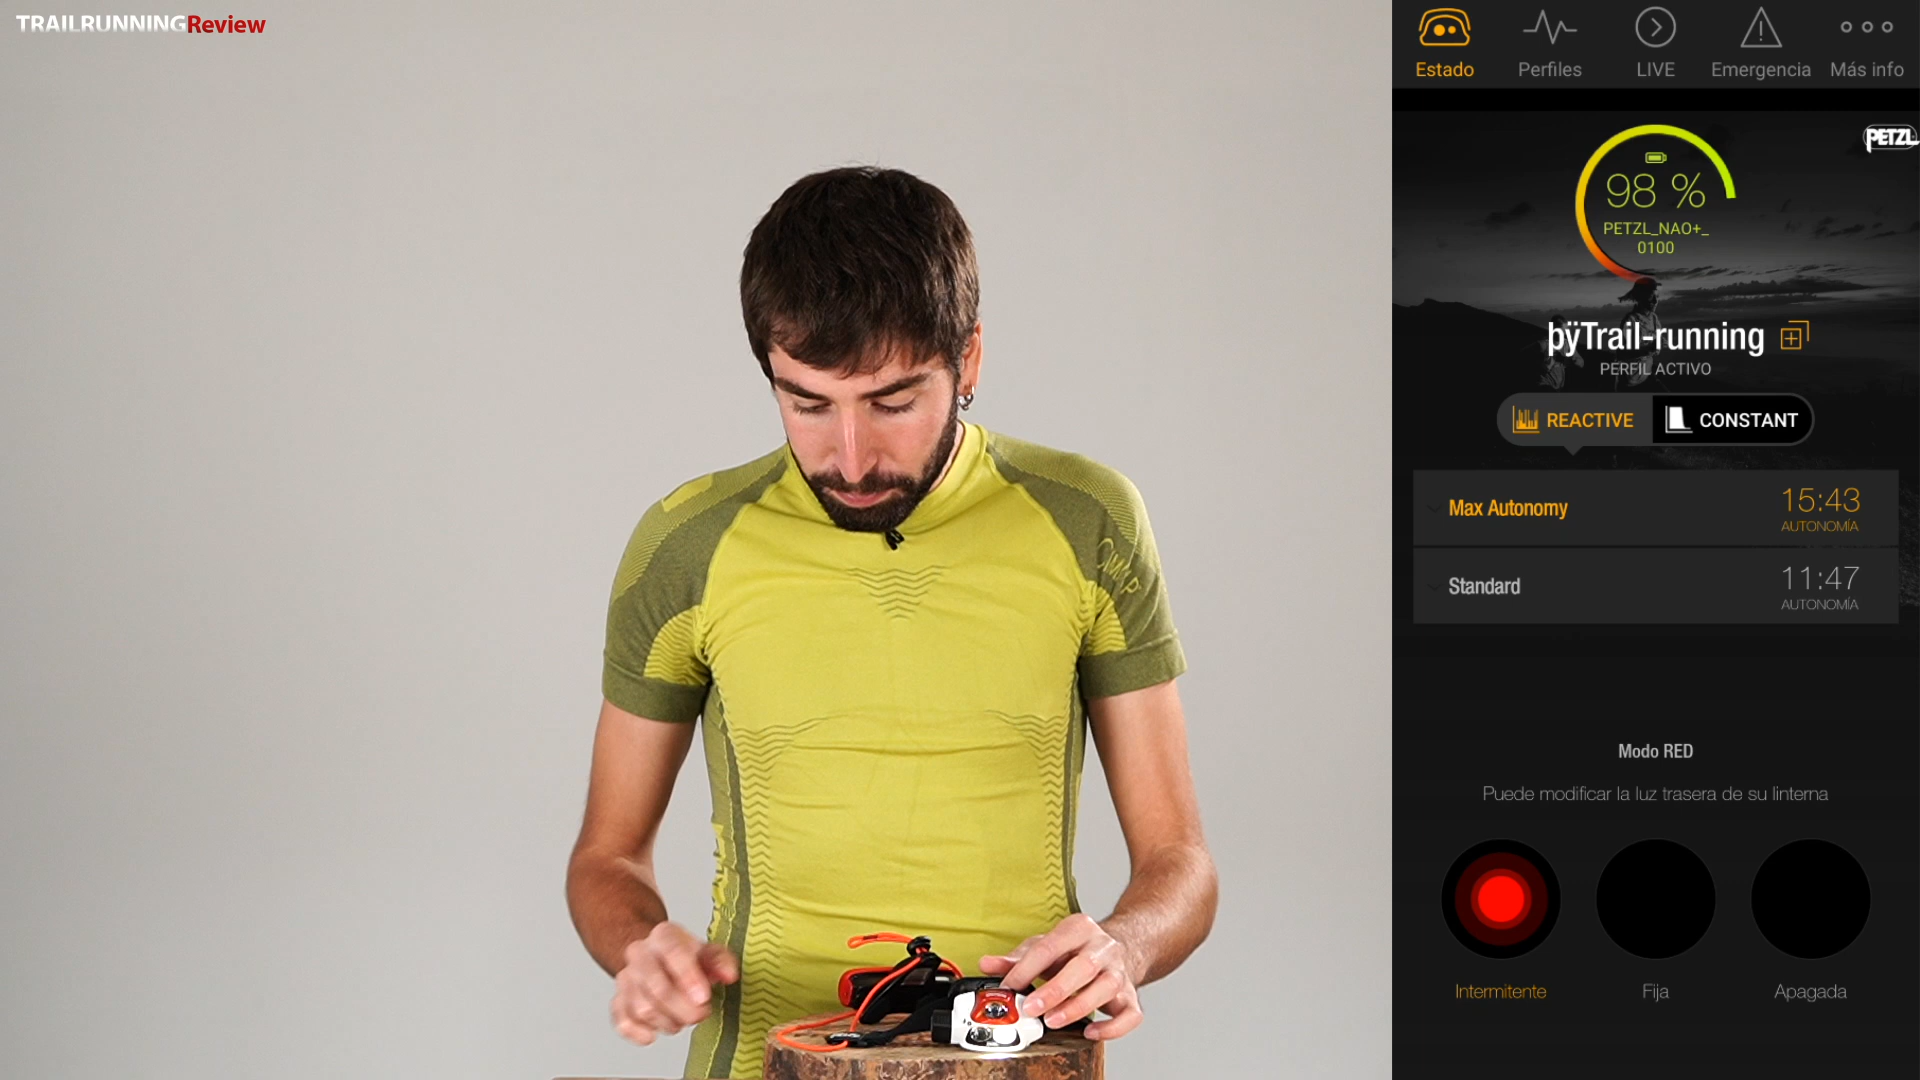 TRAILRUNNINGReview
Estado
Perfiles
LIVE
Emergencia
Más info
PETZL
98 %
PETZL_NAO+_
0100
bÿTrail-running
PERFIL ACTIVO
REACTIVE
CONSTANT
Max Autonomy
15:43
AUTONOMÍA
Standard
11:47
AUTONOMÍA
Modo RED
Puede modificar la luz trasera de su linterna
Intermitente
Fija
Apagada